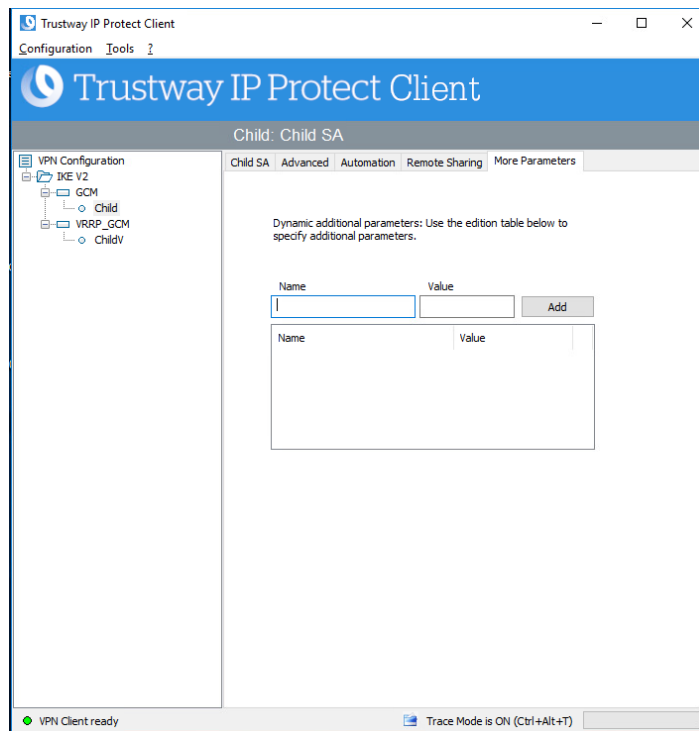 Trustway IP Protect Client
Configuration Tools ?
Trustway IP Protect Client
Child: Child SA
VPN Configuration
IKE V2
GCM
Child
VRRP_GCM
ChildV
Child SA Advanced Automation Remote Sharing More Parameters
Dynamic additional parameters: Use the edition table below to
specify additional parameters.
Name Value
Add
Name Value
VPN Client ready
Trace Mode is ON (Ctrl+Alt+T)